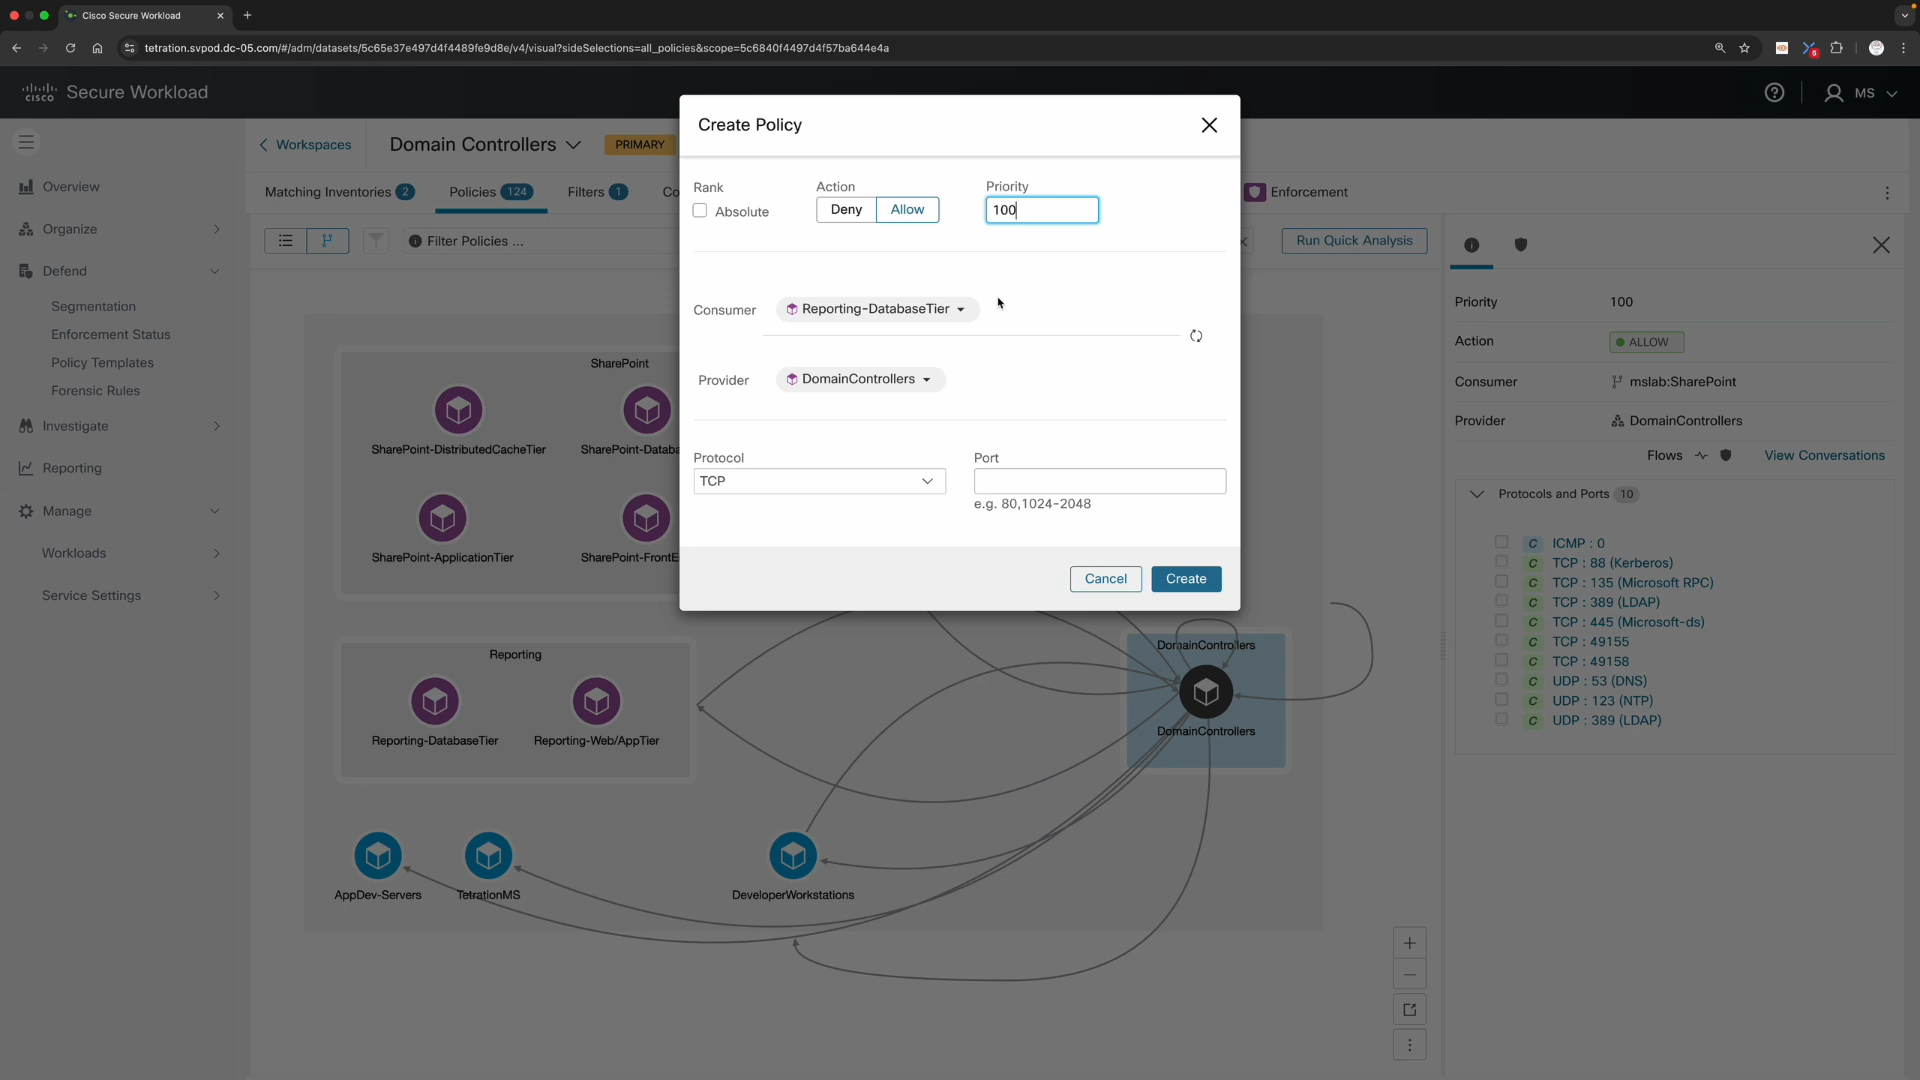 Cisco Secure Workload
tetration.svpod.dc-05.com/#/adm/datasets/5c65e37e497d4f4489fe9d8e/v4/visual?sideSelections=all_policies&scope=5c6840f4497d4f57ba644e4a
6
CISCO Secure Workload
MS
Workspaces
Domain Controllers
PRIMARY
Matching Inventories 2
Policies 124
Filters 1
Co
Enforcement
Filter Policies ...
Run Quick Analysis
Overview
Organize
Defend
Segmentation
Enforcement Status
Policy Templates
Forensic Rules
Investigate
Reporting
Manage
Workloads
Service Settings
Create Policy
Rank
Absolute
Action
Deny
Allow
Priority
100
Consumer
Reporting-DatabaseTier
Provider
DomainControllers
Protocol
TCP
Port
e.g. 80,1024-2048
Cancel
Create
SharePoint
SharePoint-DistributedCacheTier
SharePoint-Databa
SharePoint-ApplicationTier
SharePoint-FrontE
Reporting
Reporting-DatabaseTier
Reporting-Web/AppTier
DomainControllers
DomainControllers
AppDev-Servers
TetrationMS
DeveloperWorkstations
Priority 100
Action ALLOW
Consumer mslab:SharePoint
Provider DomainControllers
Flows
View Conversations
Protocols and Ports 10
C ICMP : 0
C TCP : 88 (Kerberos)
C TCP : 135 (Microsoft RPC)
C TCP : 389 (LDAP)
C TCP : 445 (Microsoft-ds)
C TCP : 49155
C TCP : 49158
C UDP : 53 (DNS)
C UDP : 123 (NTP)
C UDP : 389 (LDAP)